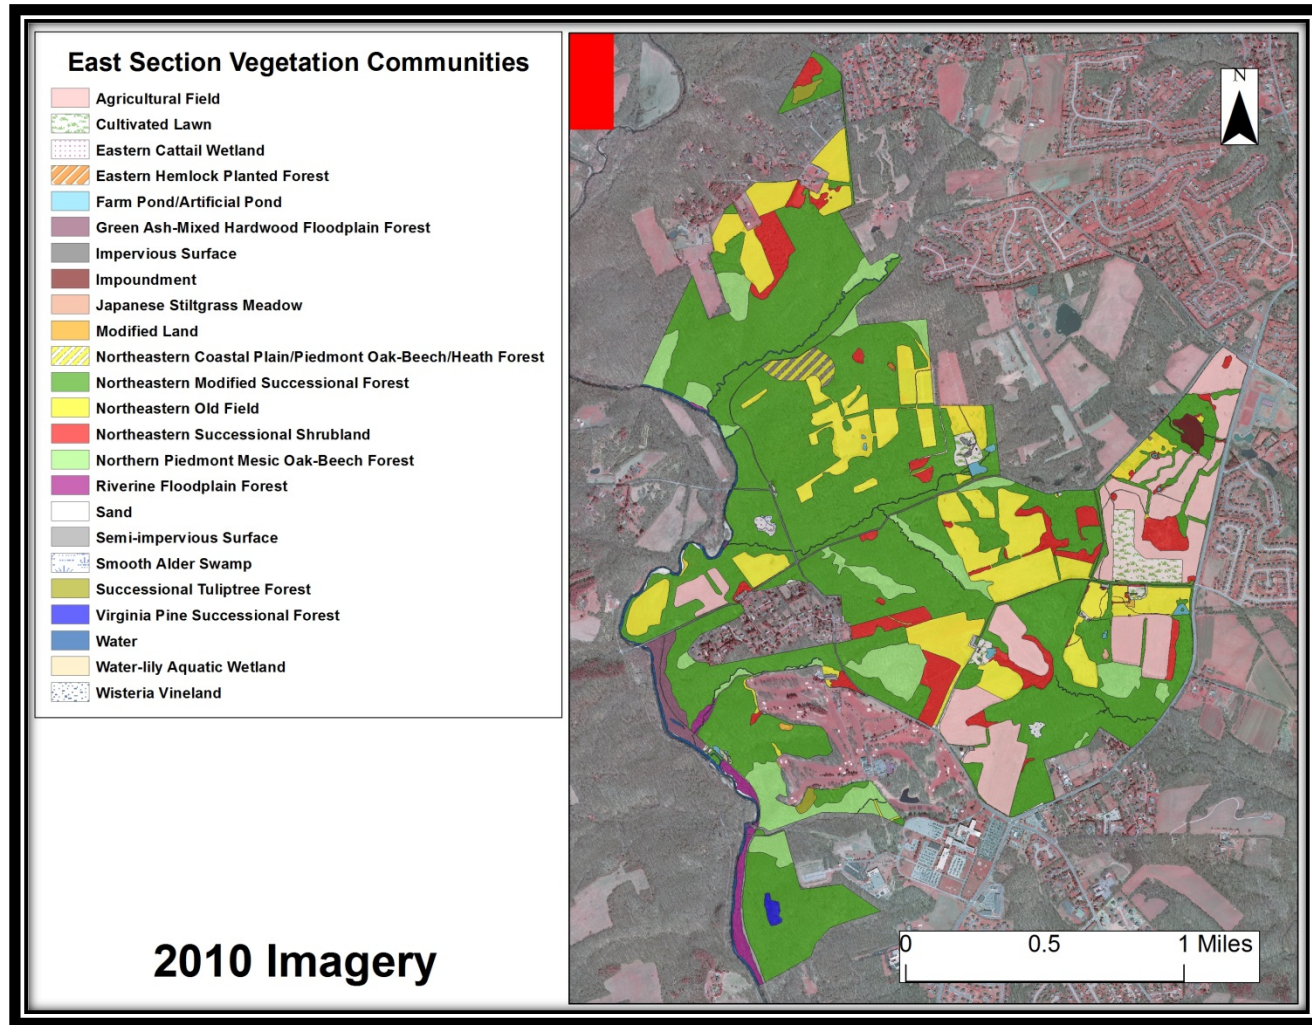 East Section Vegetation Communities
Agricultural Field
Cultivated Lawn
Eastern Cattail Wetland
Eastern Hemlock Planted Forest
Farm Pond/Artificial Pond
Green Ash-Mixed Hardwood Floodplain Forest
Impervious Surface
Impoundment
Japanese Stiltgrass Meadow
Modified Land
Northeastern Coastal Plain/Piedmont Oak-Beech/Heath Forest
Northeastern Modified Successional Forest
Northeastern Old Field
Northeastern Successional Shrubland
Northern Piedmont Mesic Oak-Beech Forest
Riverine Floodplain Forest
Sand
Semi-impervious Surface
Smooth Alder Swamp
Successional Tuliptree Forest
Virginia Pine Successional Forest
Water
Water-lily Aquatic Wetland
Wisteria Vineland
2010 Imagery
N
0 0.5 1 Miles